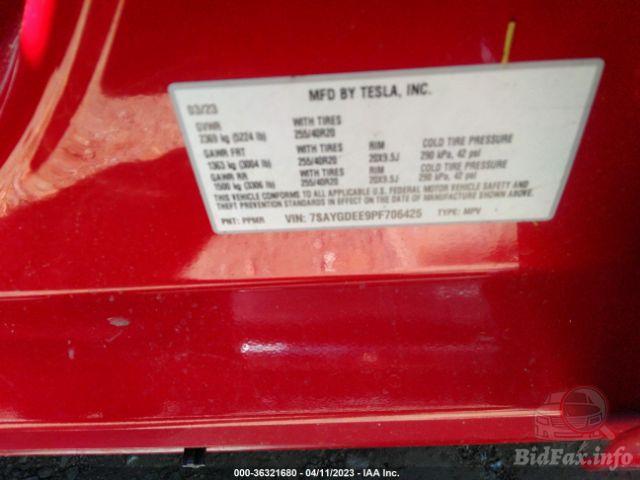 MFD BY TESLA, INC.
03/23
GVWR WITH TIRES
2369 kg (5224 lb) 255/40R20
GAWR FRT WITH TIRES RIM COLD TIRE PRESSURE
1363 kg (3004 lb) 255/40R20 20X9.5J 290 kPa, 42 psi
GAWR RR WITH TIRES RIM COLD TIRE PRESSURE
1500 kg (3306 lb) 255/40R20 20X9.5J 290 kPa, 42 psi
THIS VEHICLE CONFORMS TO ALL APPLICABLE U.S. FEDERAL MOTOR VEHICLE SAFETY AND
THEFT PREVENTION STANDARDS IN EFFECT ON THE DATE OF MANUFACTURE SHOWN ABOVE.
PNT: PPMR VIN: 7SAYGDEE9PF706425 TYPE: MPV
BidFax.info
000-36321680 - 04/11/2023 - IAA Inc.